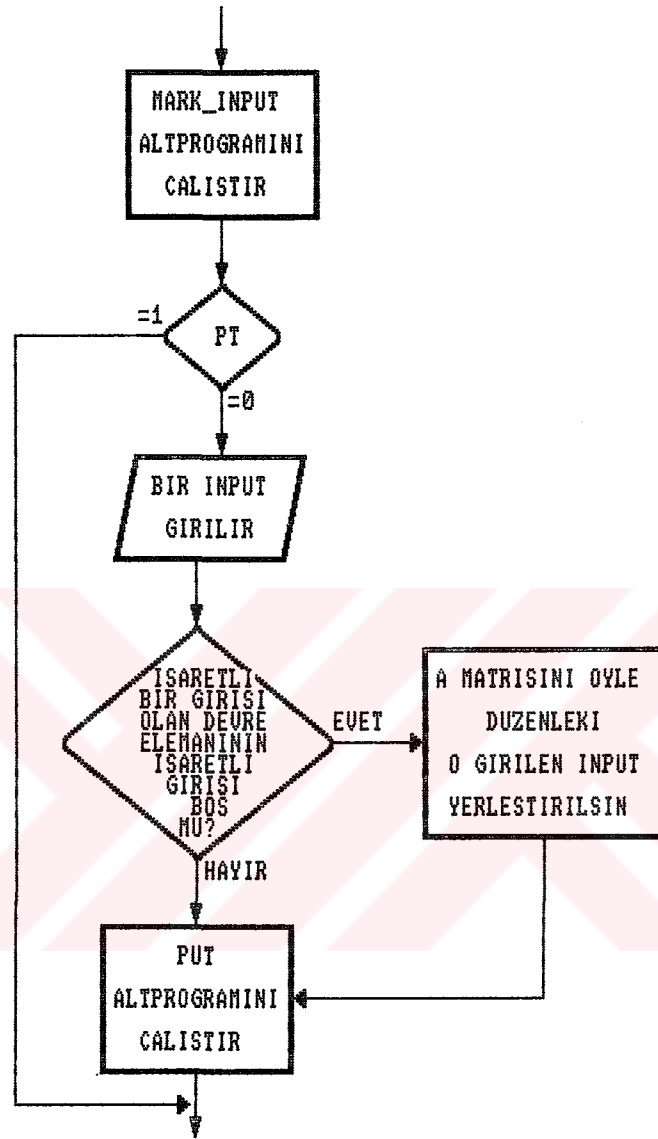 MARK_INPUT
ALTPROGRAMINI
CALISTIR
=1
PT
=0
BIR INPUT
GIRILIR
ISARETLI
BIR GIRISI
OLAN DEVRE
ELEMANININ
ISARETLI
GIRISI
BOS
MU?
EVET
A MATRISINI OYLE
DUZENLEKI
O GIRILEN INPUT
YERLESTIRILSIN
HAYIR
PUT
ALTPROGRAMINI
CALISTIR